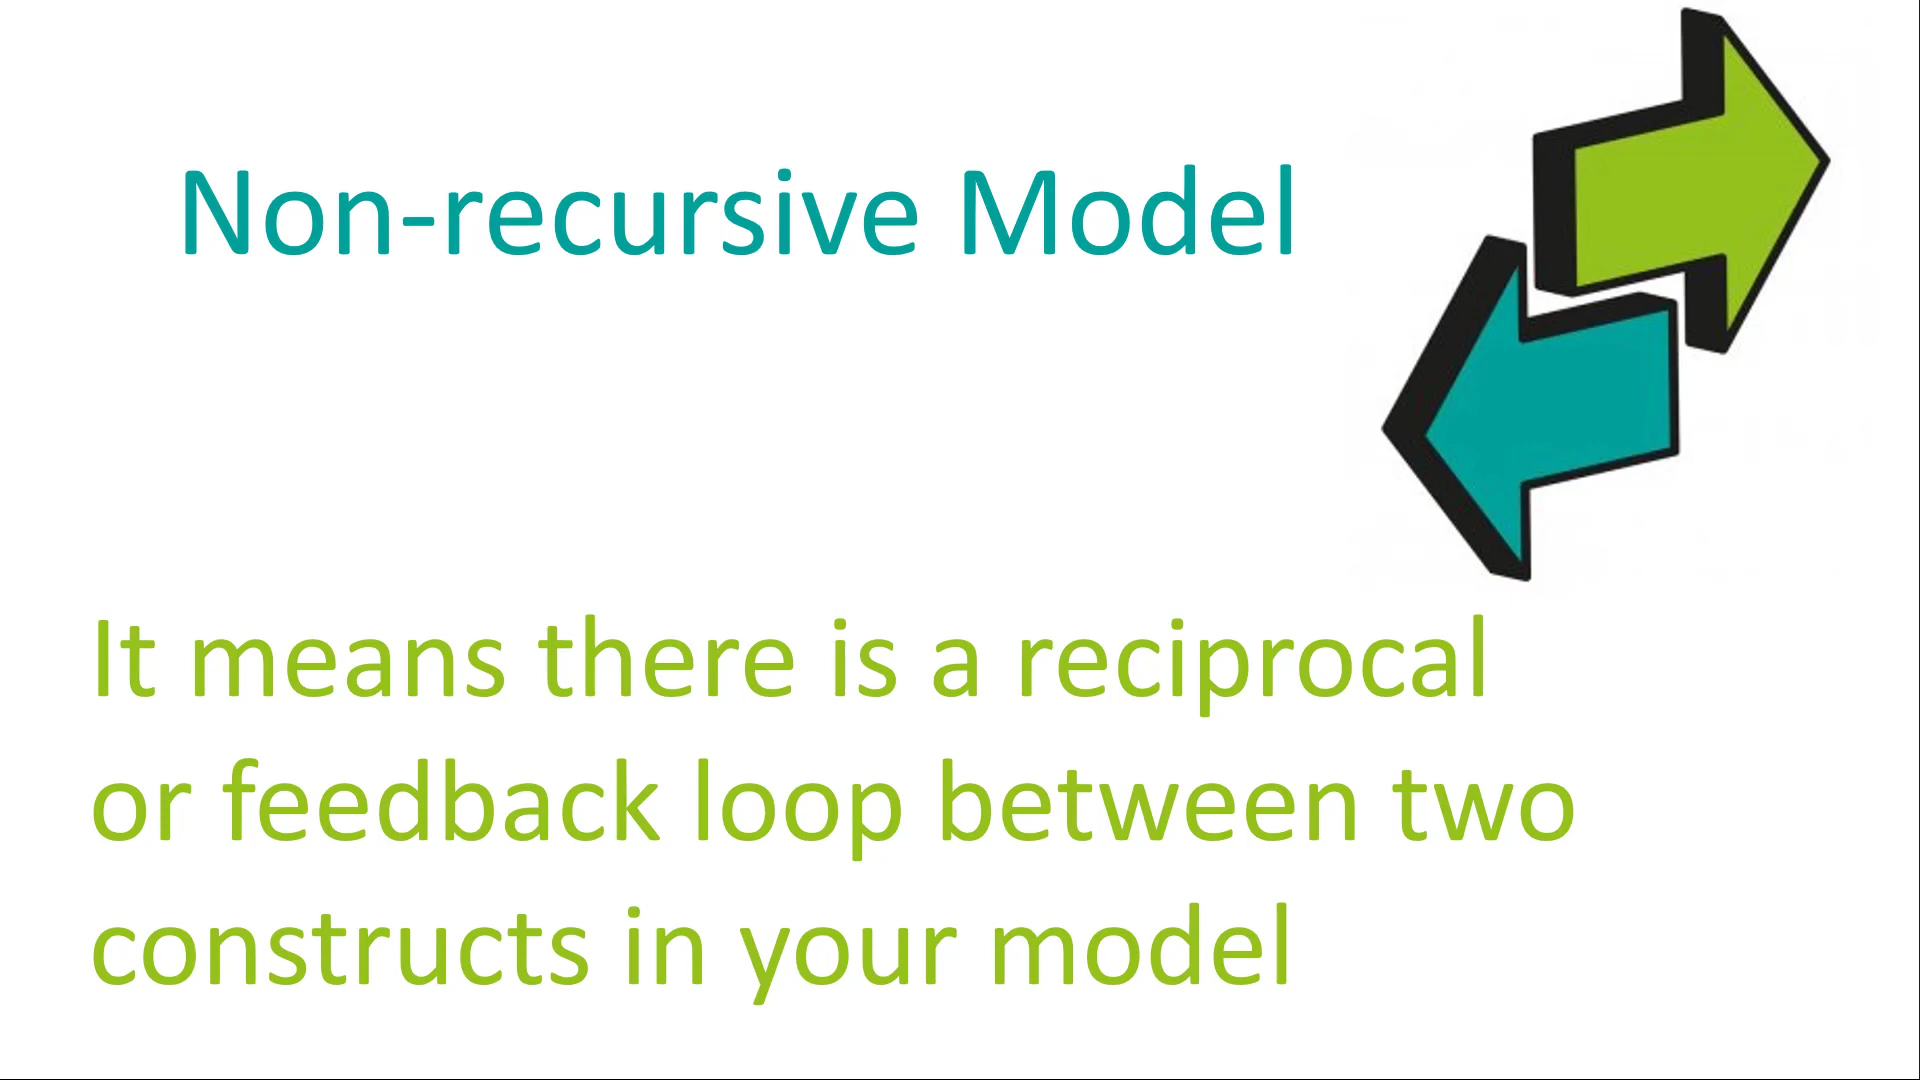 Non-recursive Model
It means there is a reciprocal
or feedback loop between two
constructs in your model